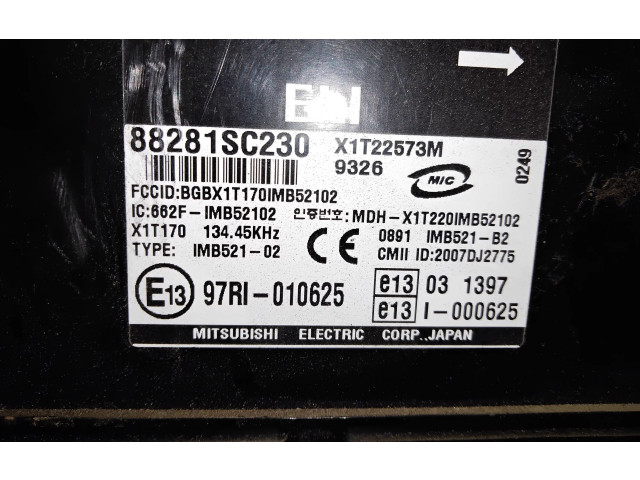 88281SC230 X1T22573M
9326 MIC 0249
FCCID:BGBX1T170IMB52102
IC:662F-IMB52102 인증번호:MDH-X1T220IMB52102
X1T170 134.45KHz CE 0891 IMB521-B2
TYPE: IMB521-02 CMII ID:2007DJ2775
E13 97RI-010625 e13 03 1397
e13 I-000625
MITSUBISHI ELECTRIC CORP.,JAPAN